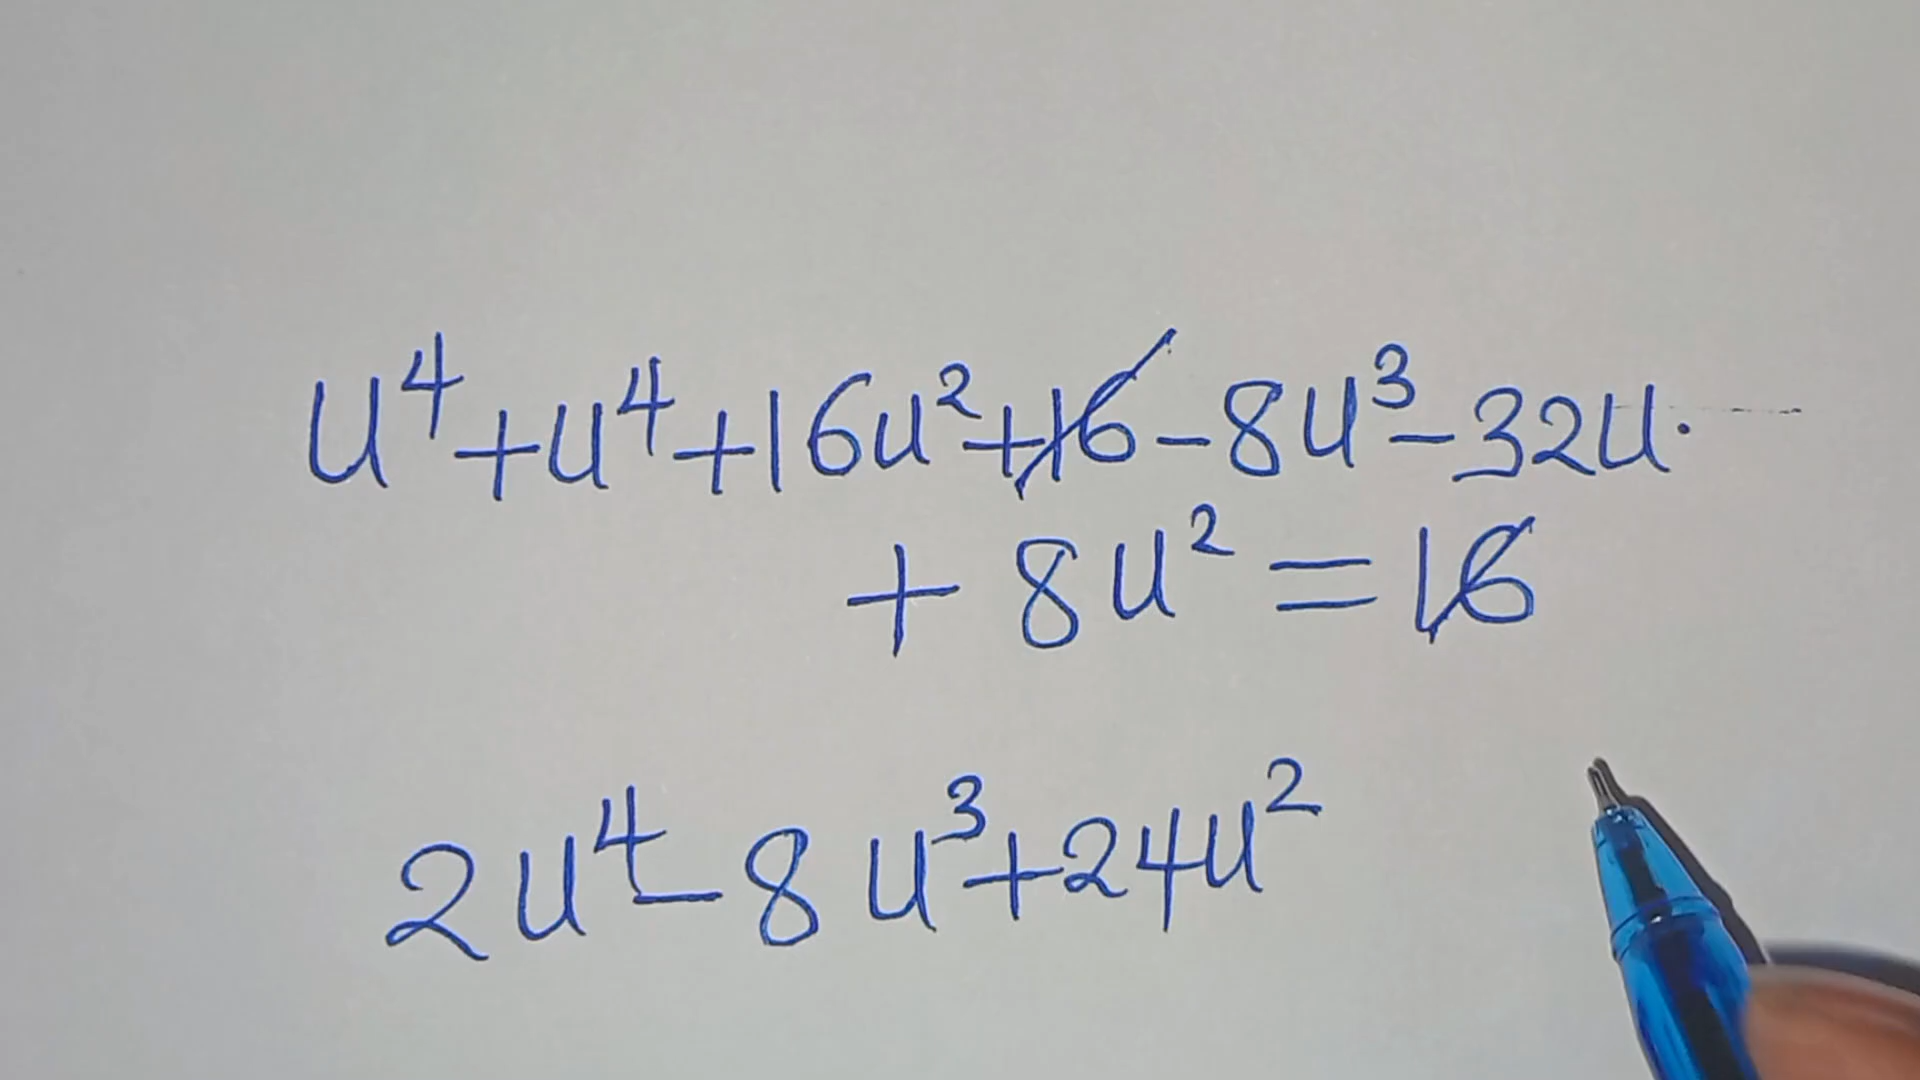 u⁴+u⁴+16u²+16-8u³-32u.
+ 8u² = 16
2u⁴-8u³+24u²